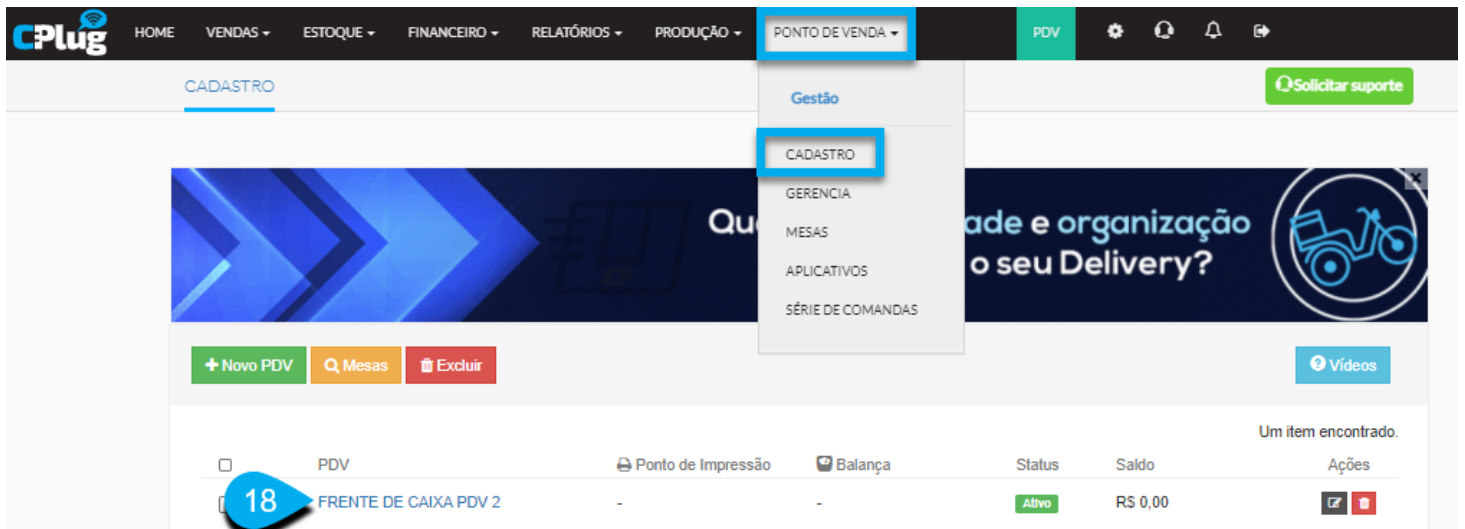 CPlug HOME VENDAS ESTOQUE FINANCEIRO RELATÓRIOS PRODUÇÃO PONTO DE VENDA PDV
CADASTRO
Solicitar suporte
Gestão
CADASTRO
GERENCIA
MESAS
APLICATIVOS
SÉRIE DE COMANDAS
ade e organização
o seu Delivery?
+ Novo PDV Mesas Excluir Vídeos
Um item encontrado.
PDV Ponto de Impressão Balança Status Saldo Ações
18 FRENTE DE CAIXA PDV 2 - - Ativo R$ 0,00